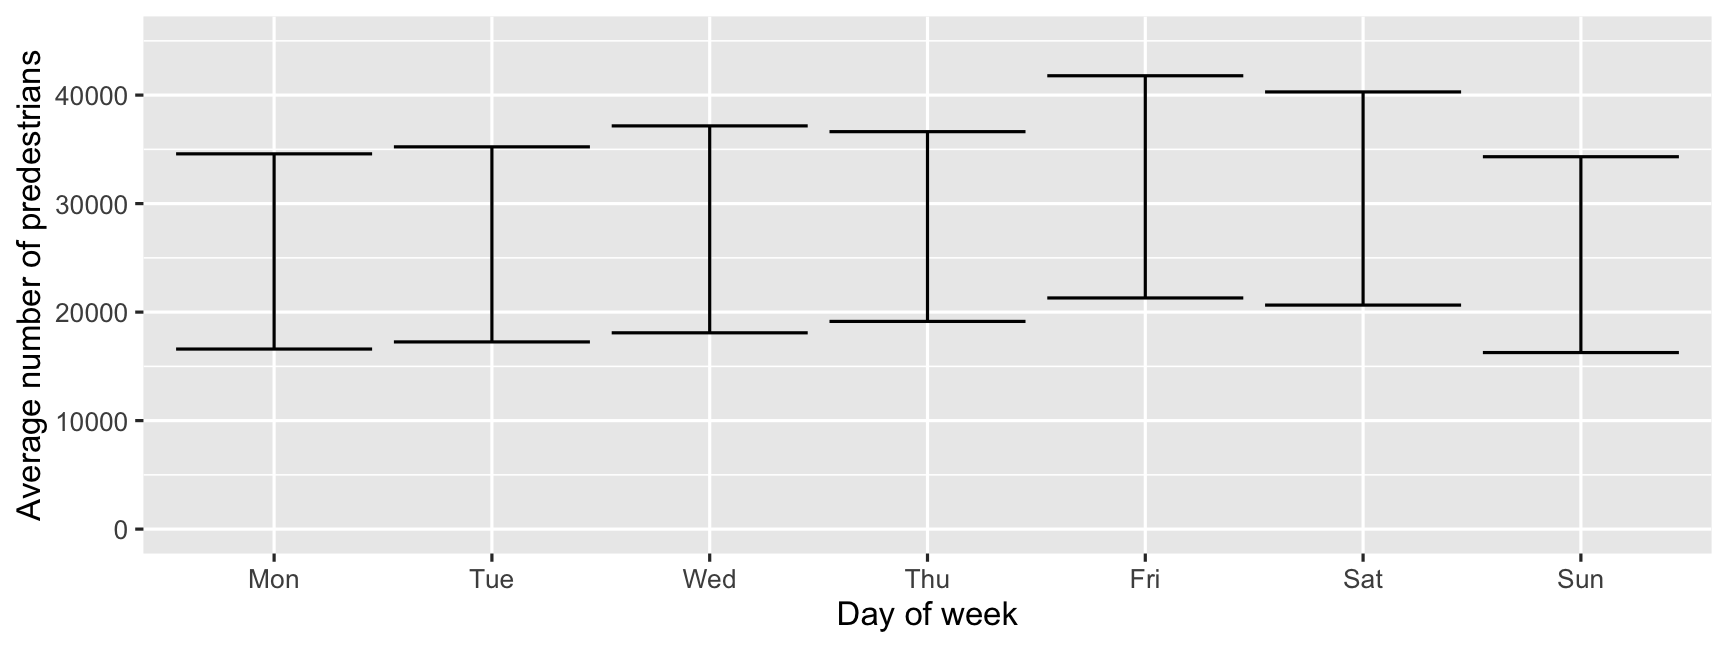 Average number of predestrians
40000
30000
20000
10000
0
Mon Tue Wed Thu Fri Sat Sun
Day of week